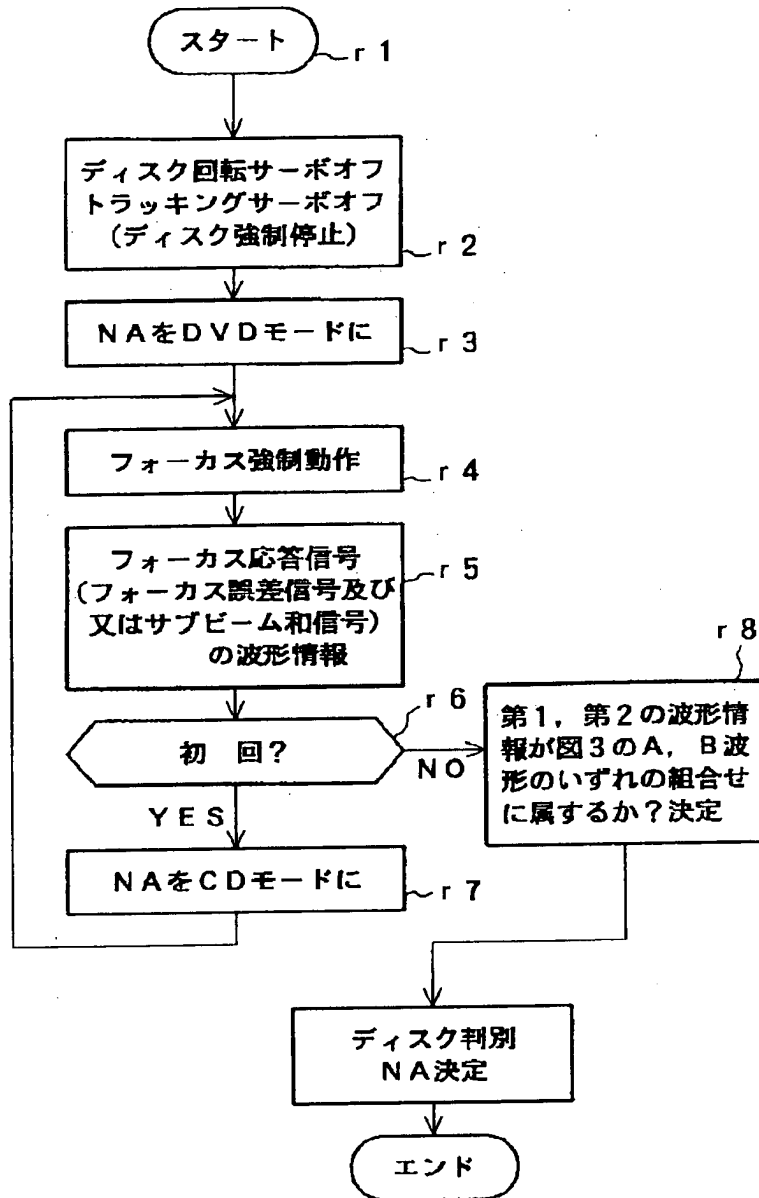 スタート
r 1
ディスク回転サーボオフ
トラッキングサーボオフ
(ディスク強制停止)
r 2
NAをDVDモードに
r 3
フォーカス強制動作
r 4
フォーカス応答信号
(フォーカス誤差信号及び
又はサブビーム和信号)
の波形情報
r 5
初 回?
r 6
NO
YES
NAをCDモードに
r 7
r 8
第1,第2の波形情
報が図3のA,B波
形のいずれの組合せ
に属するか?決定
ディスク判別
NA決定
エンド